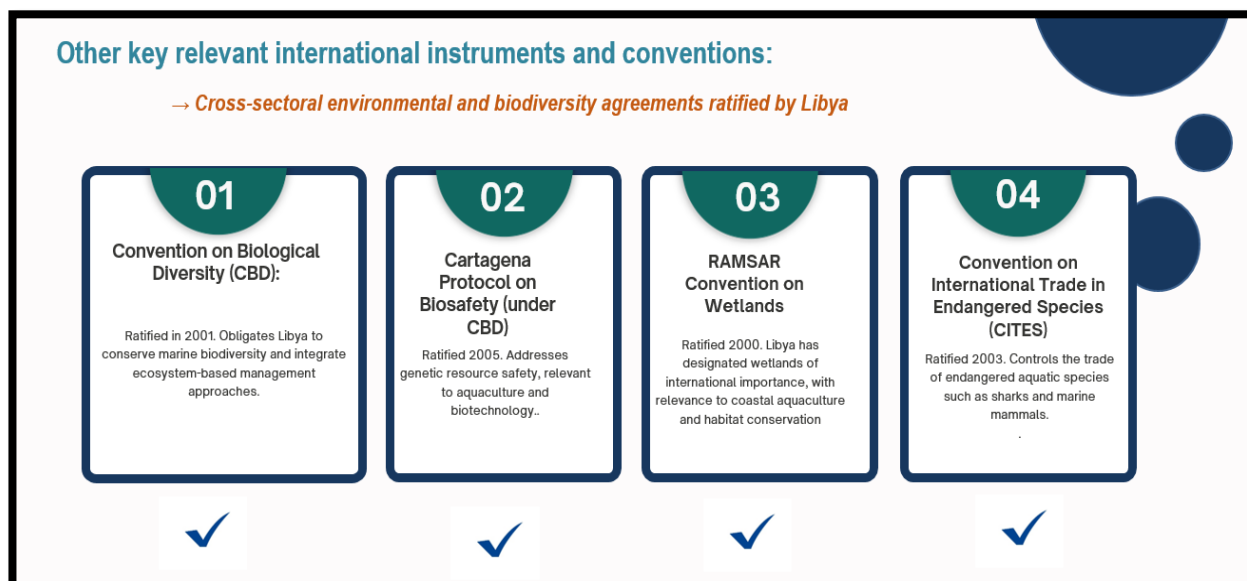 Other key relevant international instruments and conventions:
→ Cross-sectoral environmental and biodiversity agreements ratified by Libya
01
Convention on Biological
Diversity (CBD):
Ratified in 2001. Obligates Libya to
conserve marine biodiversity and integrate
ecosystem-based management
approaches.
02
Cartagena
Protocol on
Biosafety (under
CBD)
Ratified 2005. Addresses
genetic resource safety, relevant
to aquaculture and
biotechnology..
03
RAMSAR
Convention on
Wetlands
Ratified 2000. Libya has
designated wetlands of
international importance, with
relevance to coastal aquaculture
and habitat conservation
04
Convention on
International Trade in
Endangered Species
(CITES)
Ratified 2003. Controls the trade
of endangered aquatic species
such as sharks and marine
mammals.
.